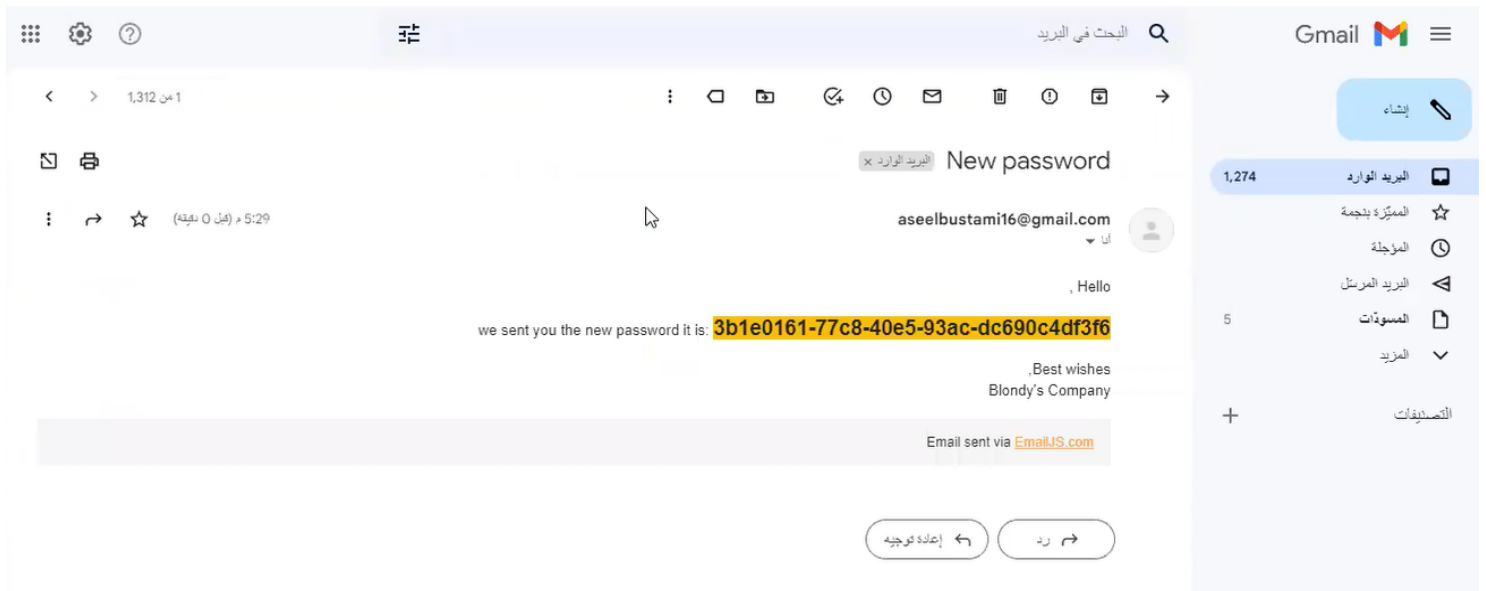 Gmail
البحث في البريد
إنشاء
البريد الوارد 1,274
المميّزة بنجمة
المؤجلة
البريد المرسَل
المسودّات 5
المزيد
التصنيفات
1 من 1,312
New password البريد الوارد ×
aseelbustami16@gmail.com 5:29 م (قبل 0 دقيقة)
أنا
, Hello
we sent you the new password it is: 3b1e0161-77c8-40e5-93ac-dc690c4df3f6
,Best wishes
Blondy's Company
Email sent via EmailJS.com
رد
إعادة توجيه